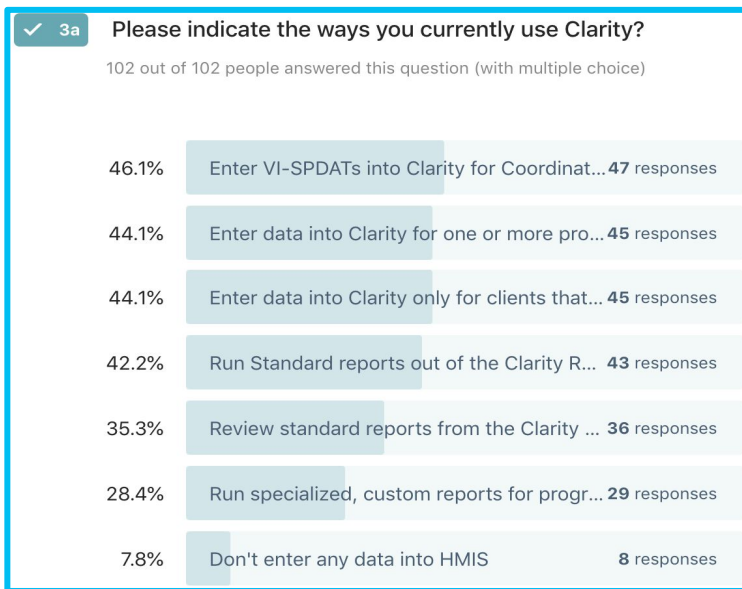 ✓ 3a Please indicate the ways you currently use Clarity?
102 out of 102 people answered this question (with multiple choice)
46.1% Enter VI-SPDATs into Clarity for Coordinat... 47 responses
44.1% Enter data into Clarity for one or more pro... 45 responses
44.1% Enter data into Clarity only for clients that... 45 responses
42.2% Run Standard reports out of the Clarity R... 43 responses
35.3% Review standard reports from the Clarity ... 36 responses
28.4% Run specialized, custom reports for progr... 29 responses
7.8% Don't enter any data into HMIS 8 responses